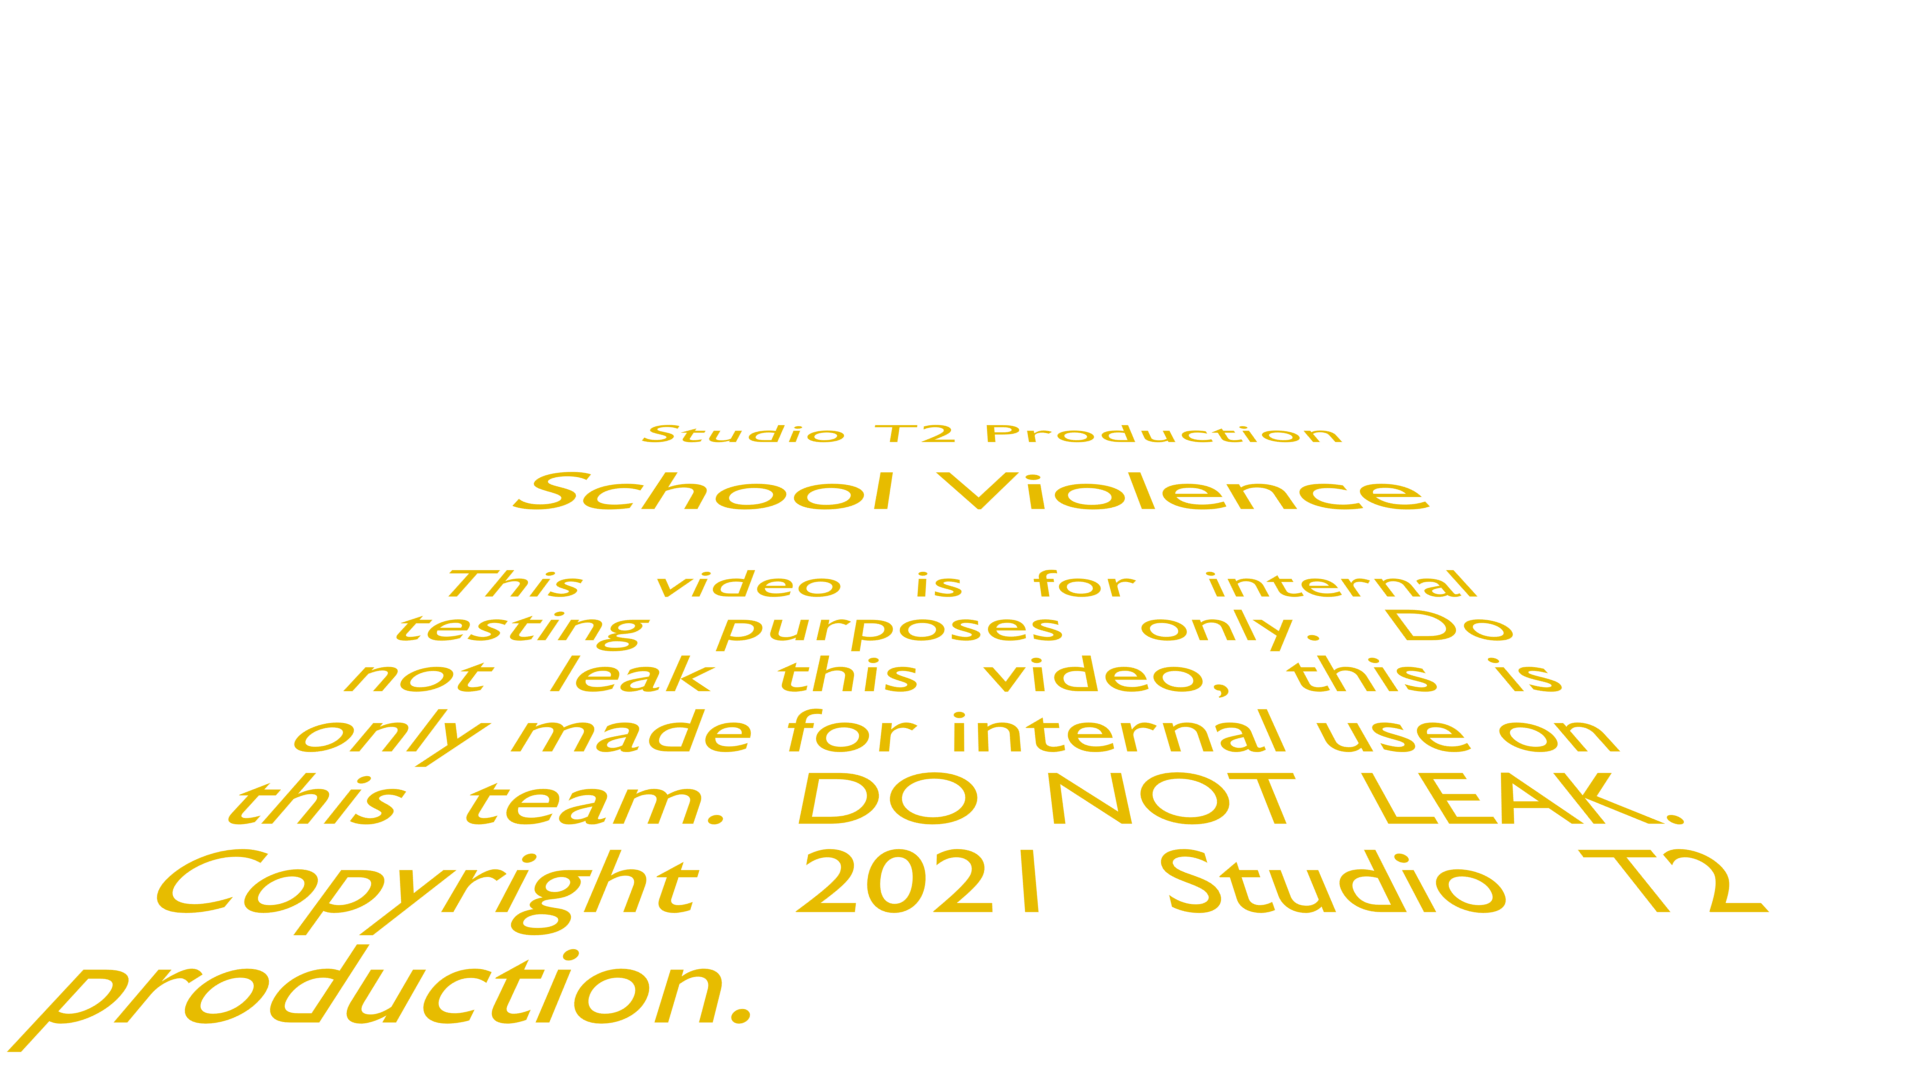 Studio T2 Production
School Violence
This video is for internal
testing purposes only. Do
not leak this video, this is
only made for internal use on
this team. DO NOT LEAK.
Copyright 2021 Studio T2
production.